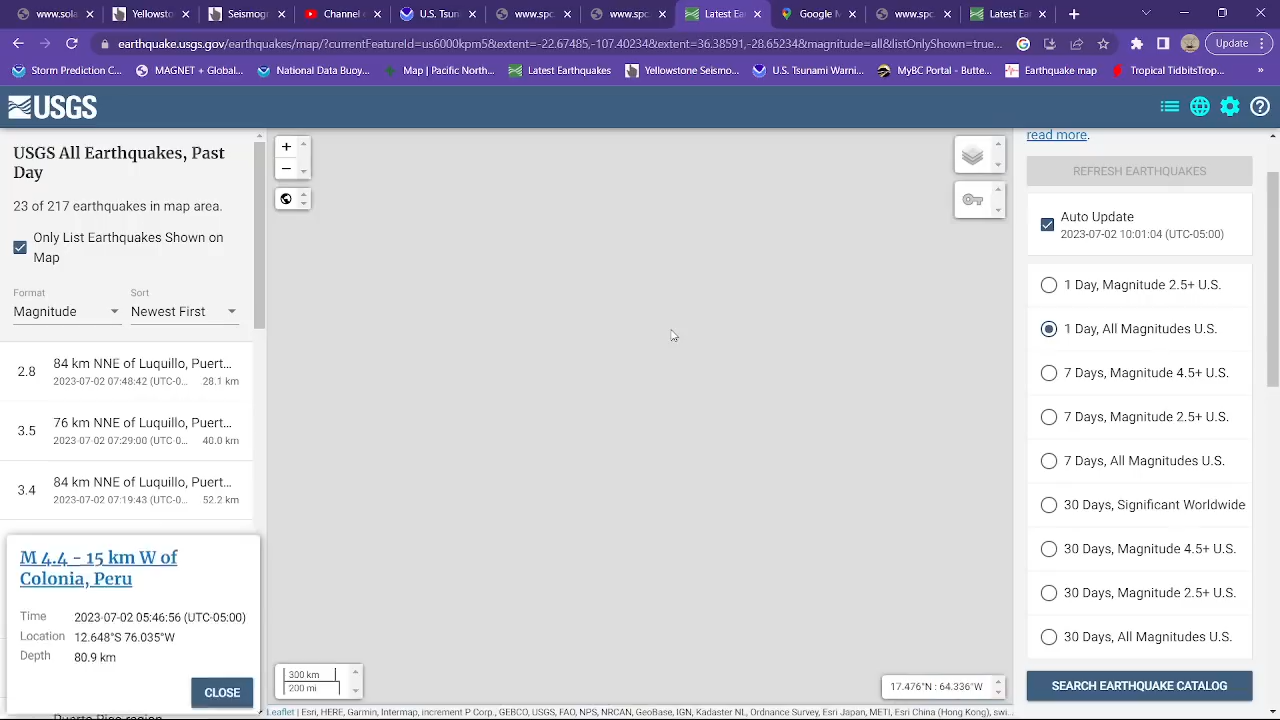 www.sola
Yellowsto
Seismogr
Channel
U.S. Tsun
www.spc.
www.spc.
Latest Ea
Google M
www.spc.
Latest Ea
earthquake.usgs.gov/earthquakes/map/?currentFeatureId=us6000kpm5&extent=-22.67485,-107.40234&extent=36.38591,-28.65234&magnitude=all&listOnlyShown=true...
Update
Storm Prediction C...
MAGNET + Global...
National Data Buoy...
Map | Pacific North...
Latest Earthquakes
Yellowstone Seismo...
U.S. Tsunami Warni...
MyBC Portal - Butte...
Earthquake map
Tropical TidbitsTrop...
»
USGS
USGS All Earthquakes, Past
Day
23 of 217 earthquakes in map area.
Only List Earthquakes Shown on
Map
Format
Sort
Magnitude
Newest First
2.8
84 km NNE of Luquillo, Puert...
2023-07-02 07:48:42 (UTC-0...
28.1 km
3.5
76 km NNE of Luquillo, Puert...
2023-07-02 07:29:00 (UTC-0...
40.0 km
3.4
84 km NNE of Luquillo, Puert...
2023-07-02 07:19:43 (UTC-0...
52.2 km
M 4.4 - 15 km W of
Colonia, Peru
Time 2023-07-02 05:46:56 (UTC-05:00)
Location 12.648°S 76.035°W
Depth 80.9 km
CLOSE
Puerto Rico region
+
−
300 km
200 mi
17.476°N : 64.336°W
Leaflet | Esri, HERE, Garmin, Intermap, increment P Corp., GEBCO, USGS, FAO, NPS, NRCAN, GeoBase, IGN, Kadaster NL, Ordnance Survey, Esri Japan, METI, Esri China (Hong Kong), swi...
read more.
REFRESH EARTHQUAKES
Auto Update
2023-07-02 10:01:04 (UTC-05:00)
1 Day, Magnitude 2.5+ U.S.
1 Day, All Magnitudes U.S.
7 Days, Magnitude 4.5+ U.S.
7 Days, Magnitude 2.5+ U.S.
7 Days, All Magnitudes U.S.
30 Days, Significant Worldwide
30 Days, Magnitude 4.5+ U.S.
30 Days, Magnitude 2.5+ U.S.
30 Days, All Magnitudes U.S.
SEARCH EARTHQUAKE CATALOG